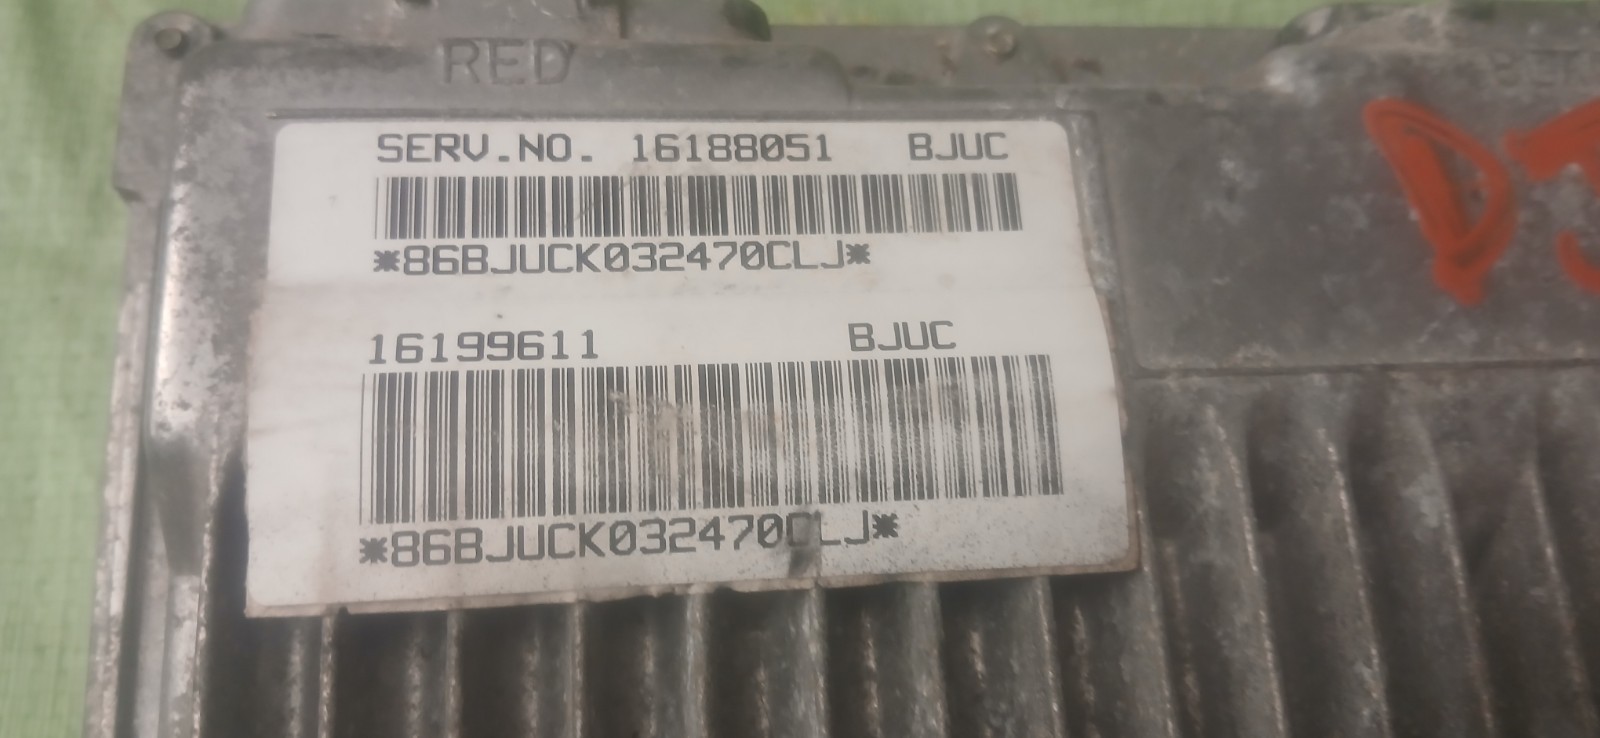 RED
SERV.NO. 16188051 BJUC
*86BJUCK032470CLJ*
16199611 BJUC
*86BJUCK032470CLJ*